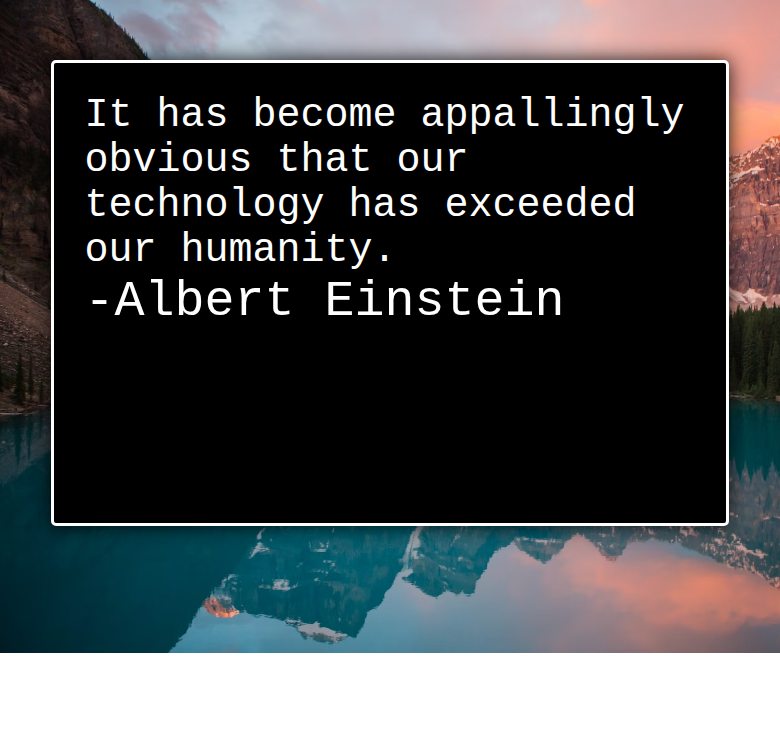 It has become appallingly
obvious that our
technology has exceeded
our humanity.
-Albert Einstein